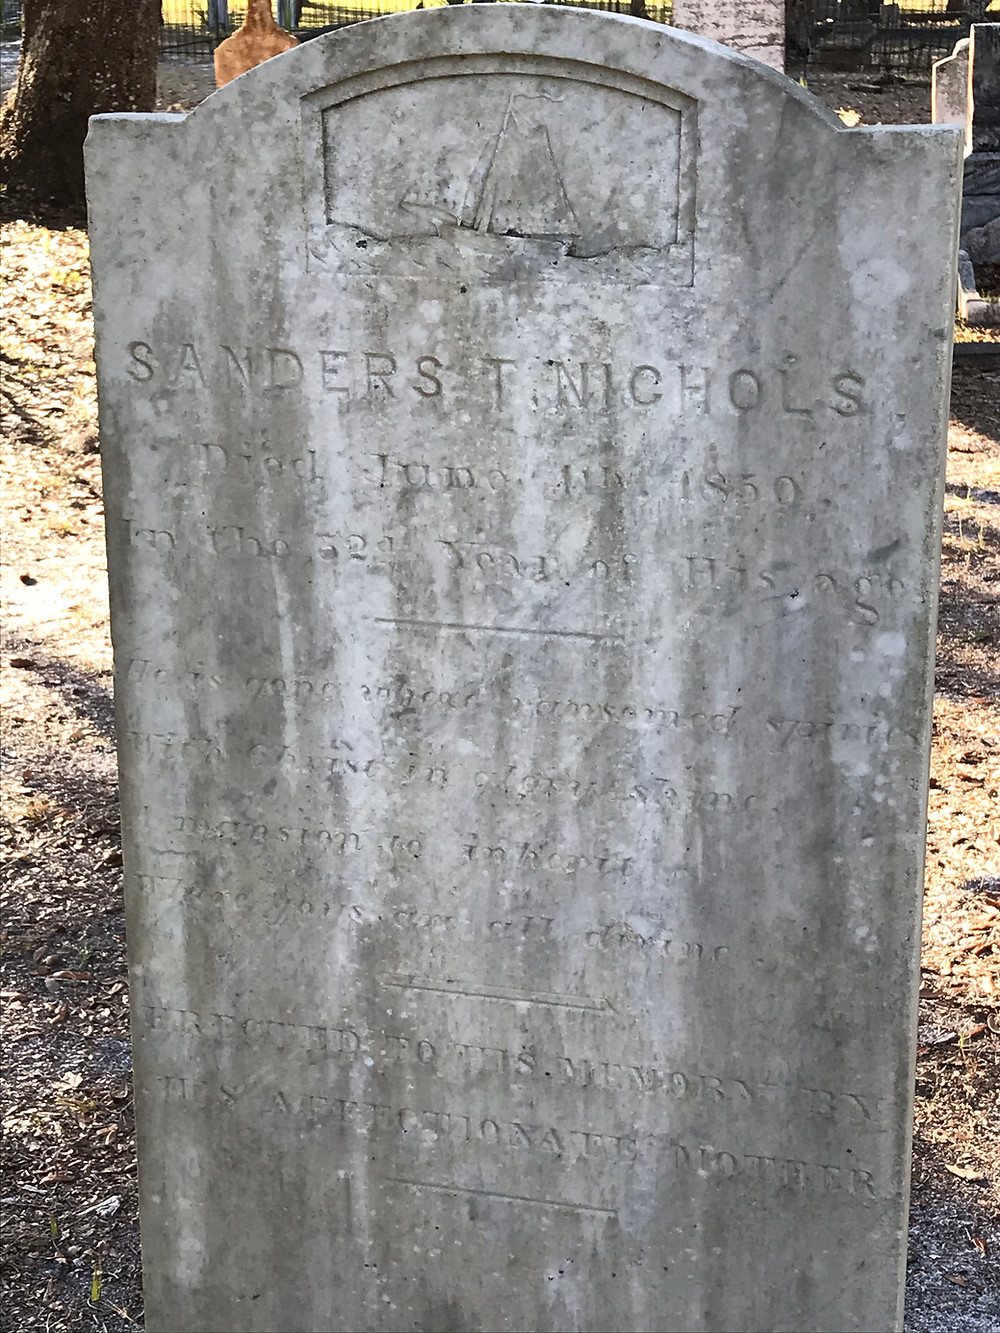 SANDERS T. NICHOLS.
Died June 4th 1850.
In the 32d Year of His age.
He is gone where ransomed spirits
With christ in glory shine,
mansion to inherit
Where joys are all divine
ERECTED TO HIS MEMORY BY
HIS AFFECTIONATE MOTHER